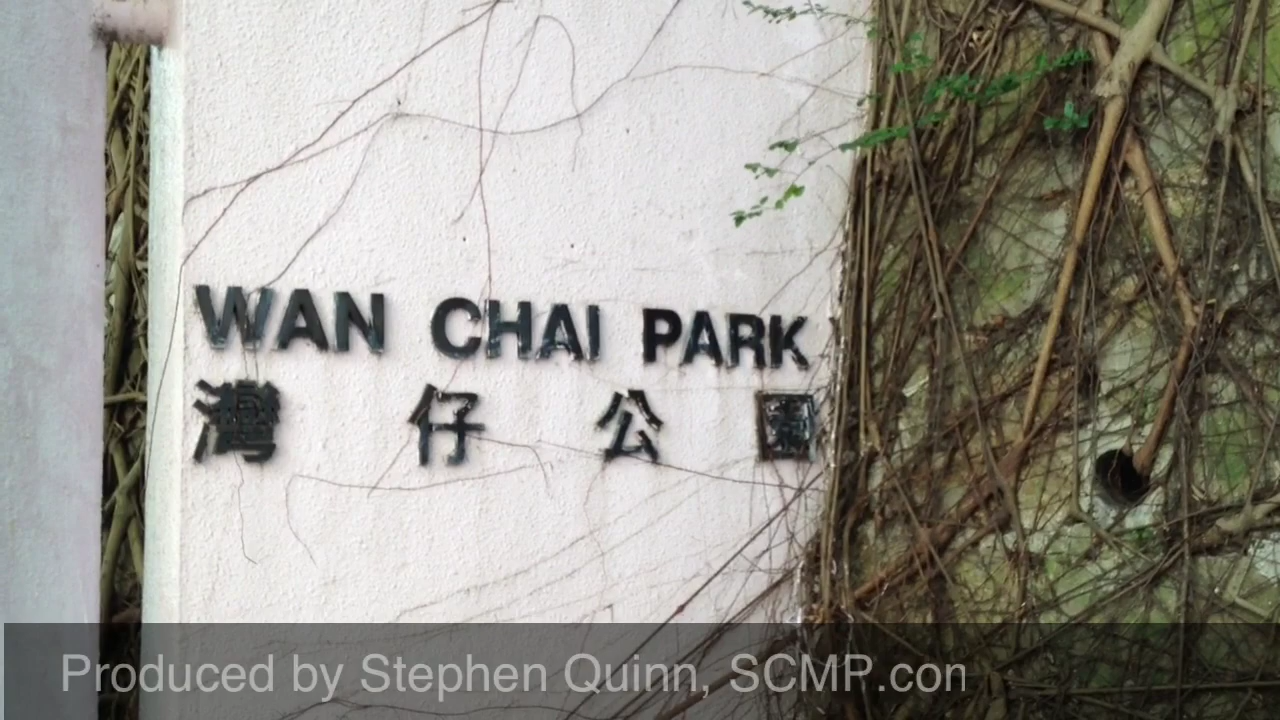 WAN CHAI PARK
灣仔公園
Produced by Stephen Quinn, SCMP.con